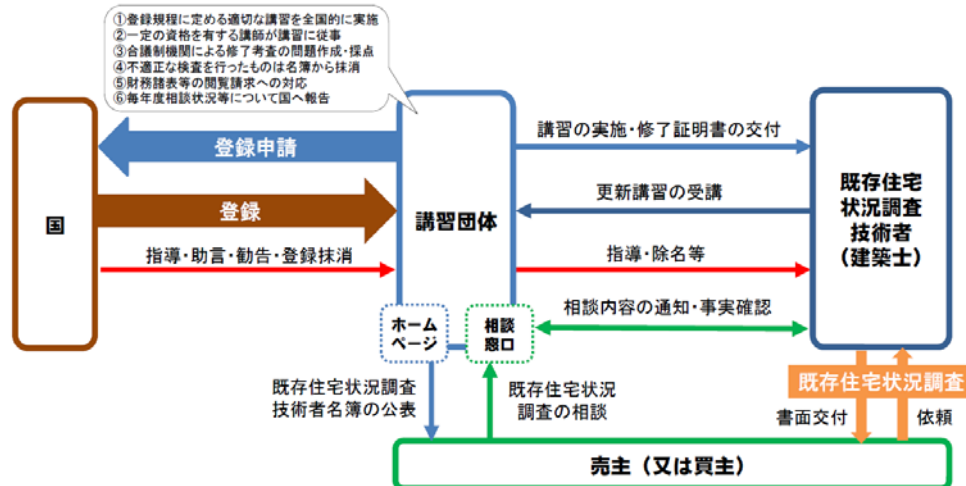 ①登録規程に定める適切な講習を全国的に実施
②一定の資格を有する講師が講習に従事
③合議制機関による修了考査の問題作成・採点
④不適正な検査を行ったものは名簿から抹消
⑤財務諸表等の閲覧請求への対応
⑥毎年度相談状況等について国へ報告
国
登録申請
登録
指導・助言・勧告・登録抹消
講習団体
ホーム
ページ
相談
窓口
講習の実施・修了証明書の交付
更新講習の受講
指導・除名等
相談内容の通知・事実確認
既存住宅
状況調査
技術者
（建築士）
既存住宅状況調査
技術者名簿の公表
既存住宅状況
調査の相談
既存住宅状況調査
書面交付
依頼
売主（又は買主）